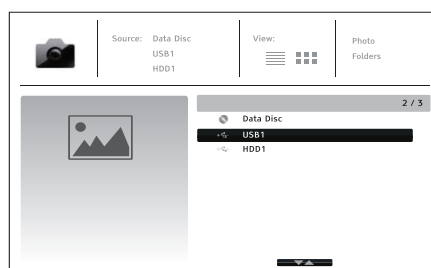 Source: Data Disc
USB1
HDD1
View:
Photo
Folders
2 / 3
Data Disc
USB1
HDD1